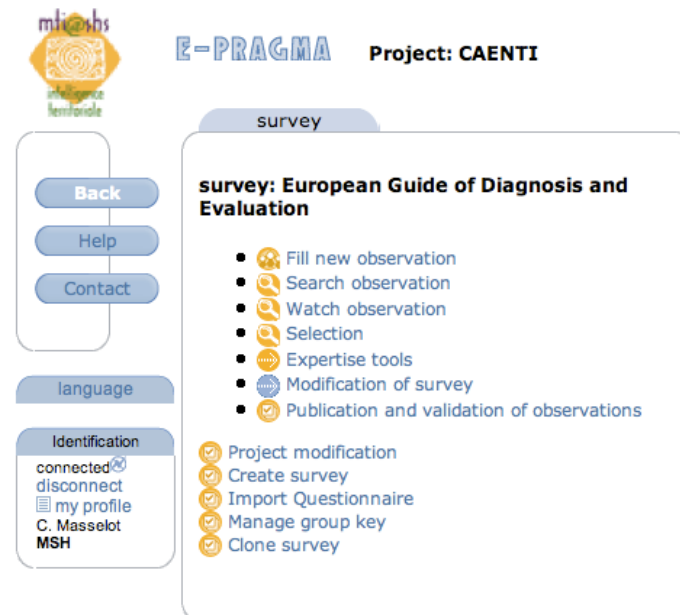 mti@shs
intelligence
territoriale
E-PRAGMA
Project: CAENTI
survey
Back
Help
Contact
language
Identification
connected
disconnect
my profile
C. Masselot
MSH
survey: European Guide of Diagnosis and
Evaluation
Fill new observation
Search observation
Watch observation
Selection
Expertise tools
Modification of survey
Publication and validation of observations
Project modification
Create survey
Import Questionnaire
Manage group key
Clone survey